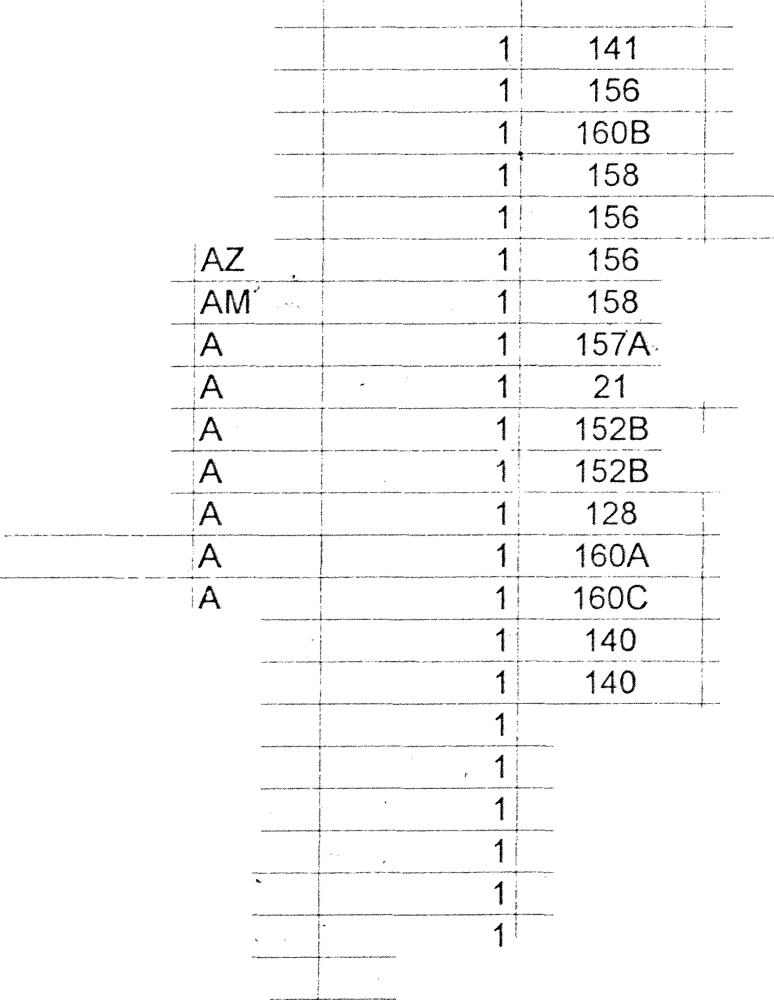 1 141
1 156
1 160B
1 158
1 156
AZ 1 156
AM 1 158
A 1 157A
A 1 21
A 1 152B
A 1 152B
A 1 128
A 1 160A
A 1 160C
1 140
1 140
1
1
1
1
1
1